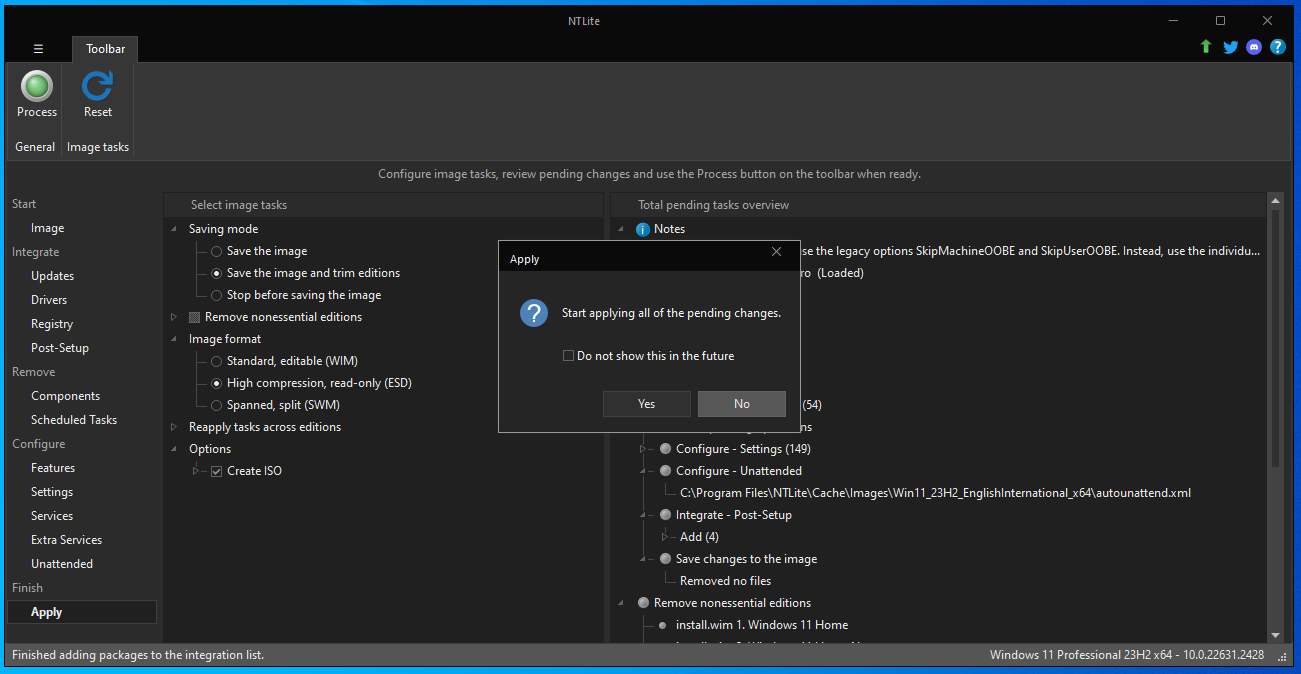 NTLite
Toolbar
Process
Reset
General
Image tasks
Configure image tasks, review pending changes and use the Process button on the toolbar when ready.
Start
Image
Integrate
Updates
Drivers
Registry
Post-Setup
Remove
Components
Scheduled Tasks
Configure
Features
Settings
Services
Extra Services
Unattended
Finish
Apply
Select image tasks
Saving mode
Save the image
Save the image and trim editions
Stop before saving the image
Remove nonessential editions
Image format
Standard, editable (WIM)
High compression, read-only (ESD)
Spanned, split (SWM)
Reapply tasks across editions
Options
Create ISO
Apply
Start applying all of the pending changes.
Do not show this in the future
Yes
No
Total pending tasks overview
Notes
the legacy options SkipMachineOOBE and SkipUserOOBE. Instead, use the individu...
(Loaded)
(54)
Configure - Settings (149)
Configure - Unattended
C:\Program Files\NTLite\Cache\Images\Win11_23H2_EnglishInternational_x64\autounattend.xml
Integrate - Post-Setup
Add (4)
Save changes to the image
Removed no files
Remove nonessential editions
install.wim 1. Windows 11 Home
Finished adding packages to the integration list.
Windows 11 Professional 23H2 x64 - 10.0.22631.2428